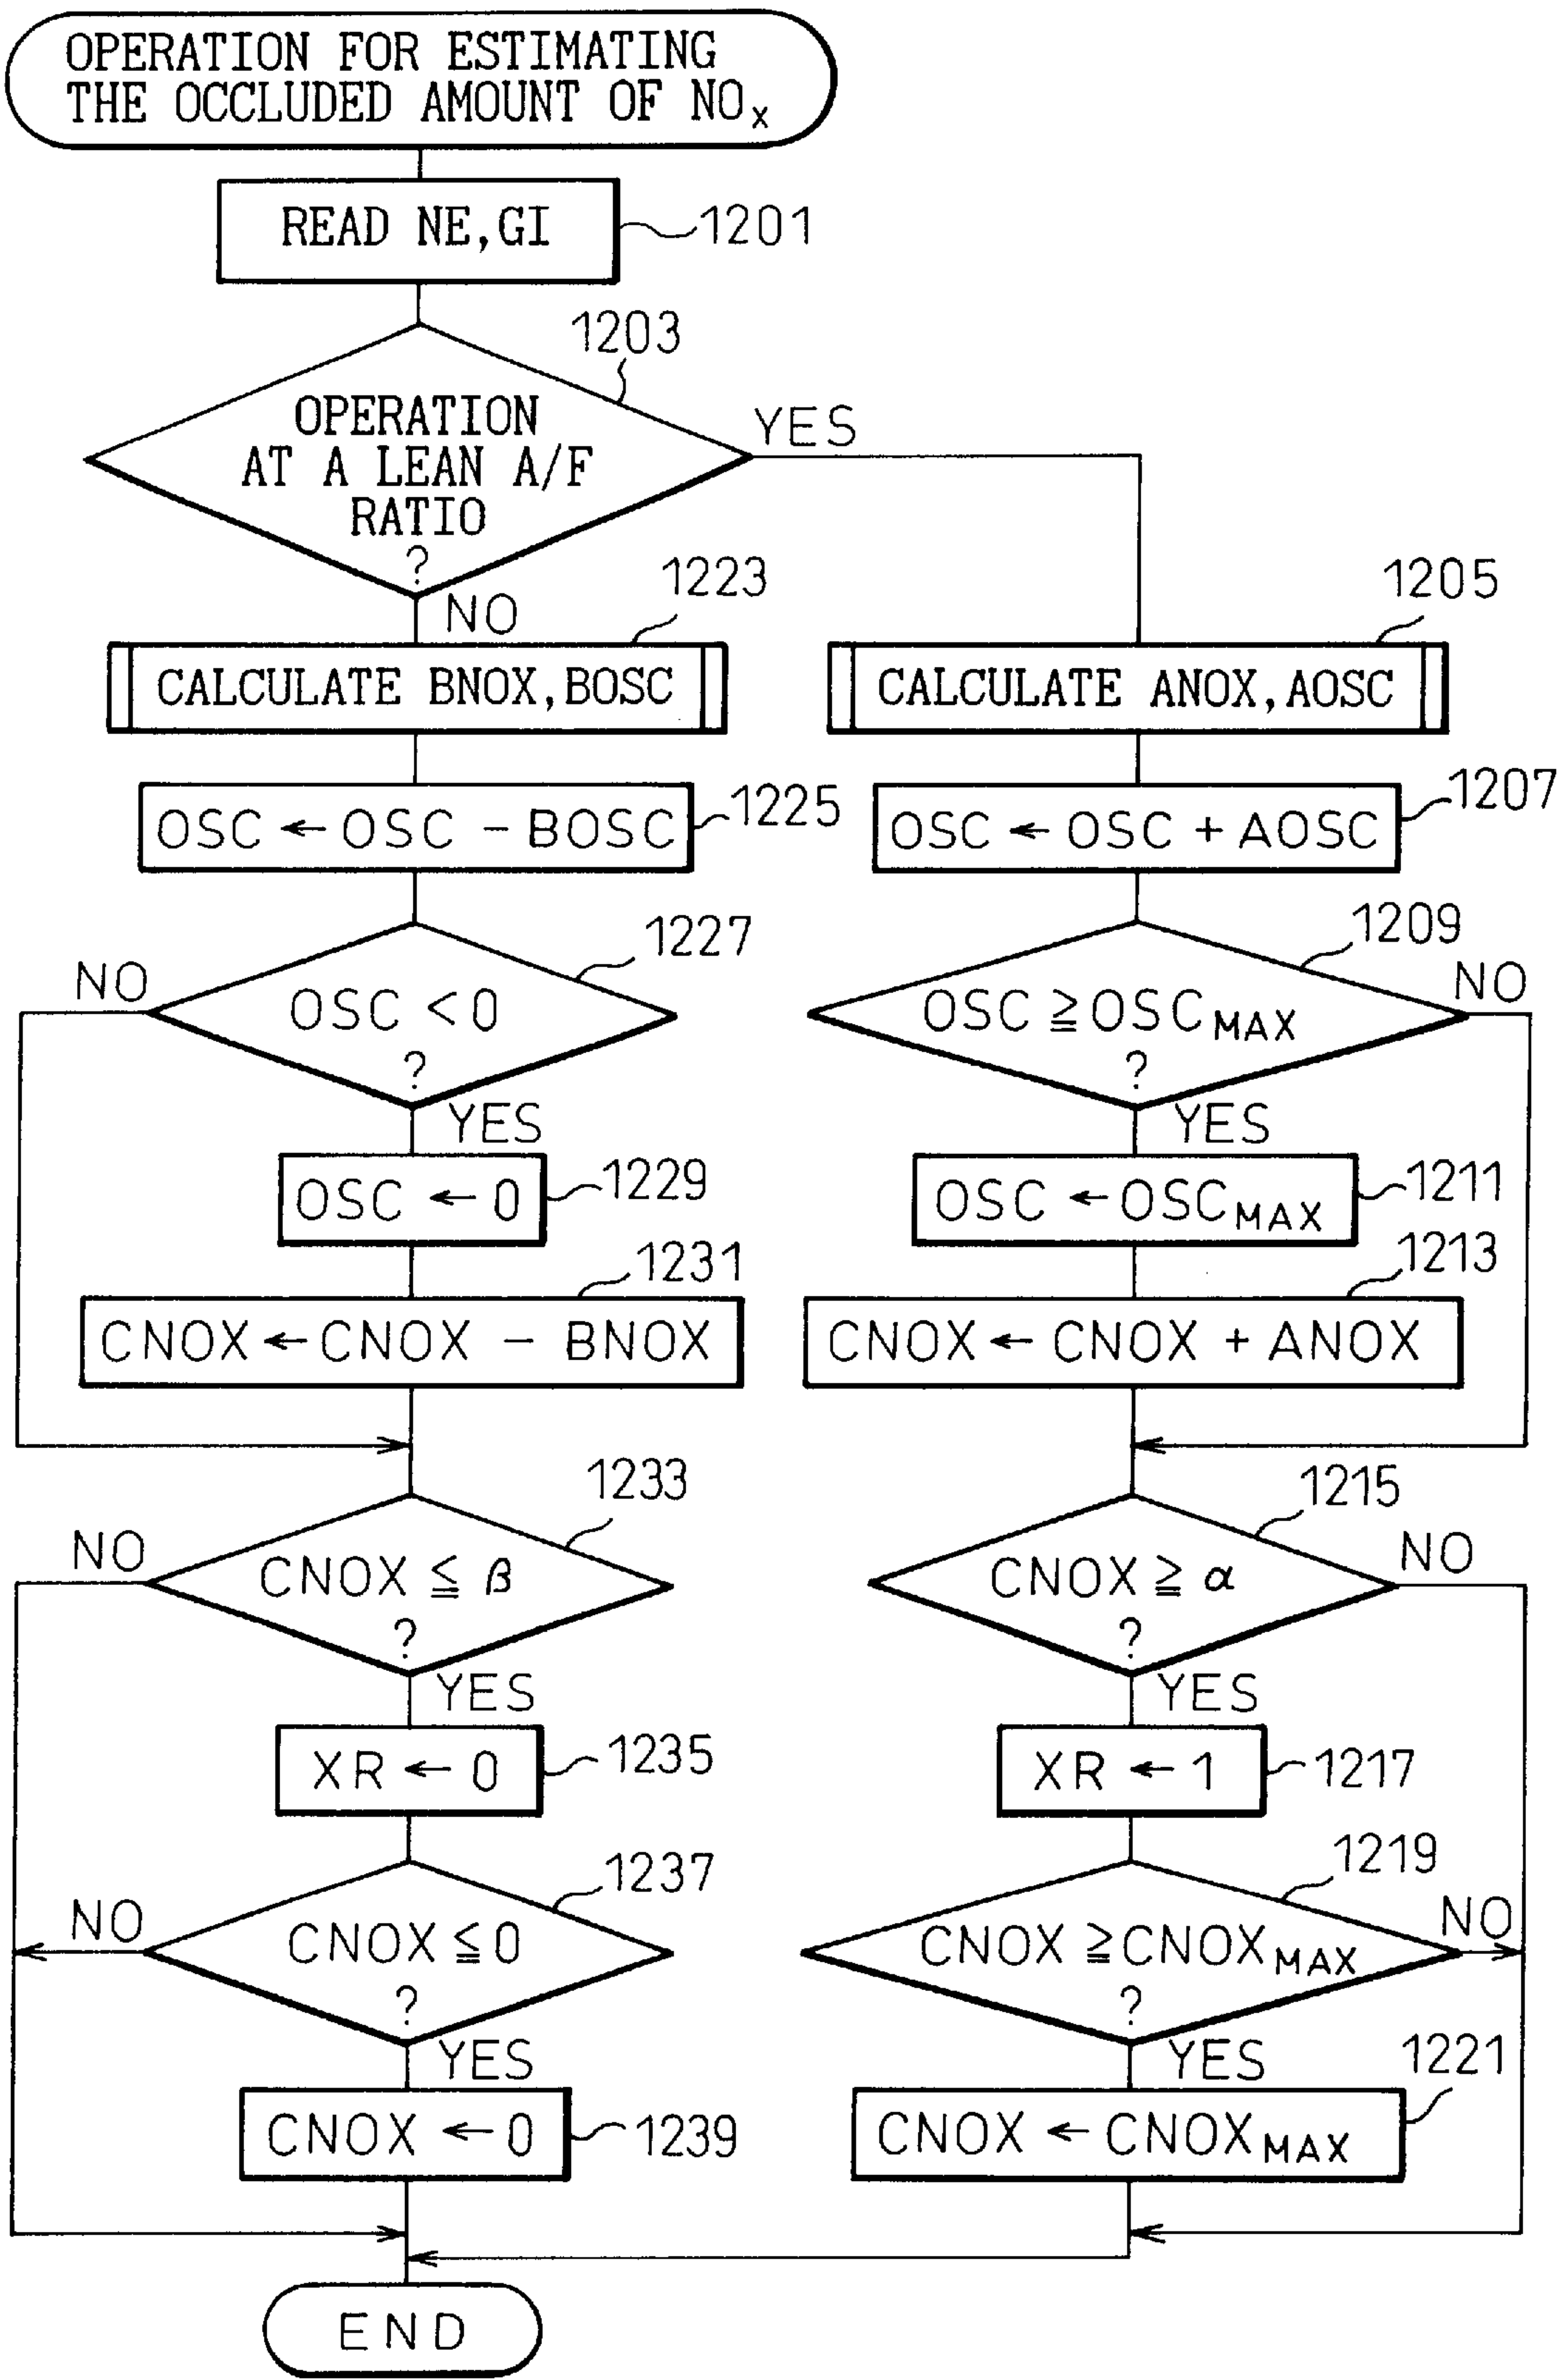 OPERATION FOR ESTIMATING
THE OCCLUDED AMOUNT OF NOx
READ NE,GI
1201
1203
OPERATION
AT A LEAN A/F
RATIO
?
YES
NO
1223
CALCULATE BNOX,BOSC
1205
CALCULATE ANOX,AOSC
OSC ← OSC - BOSC
1225
OSC ← OSC + AOSC
1207
1227
NO
OSC < 0
?
YES
1209
OSC ≧ OSCMAX
?
NO
YES
OSC ← 0
1229
OSC ← OSCMAX
1211
1231
CNOX ← CNOX - BNOX
1213
CNOX ← CNOX + ANOX
1233
NO
CNOX ≦ β
?
YES
1215
CNOX ≧ α
?
NO
YES
XR ← 0
1235
XR ← 1
1217
1237
NO
CNOX ≦ 0
?
YES
1219
CNOX ≧ CNOXMAX
?
NO
YES
CNOX ← 0
1239
1221
CNOX ← CNOXMAX
END